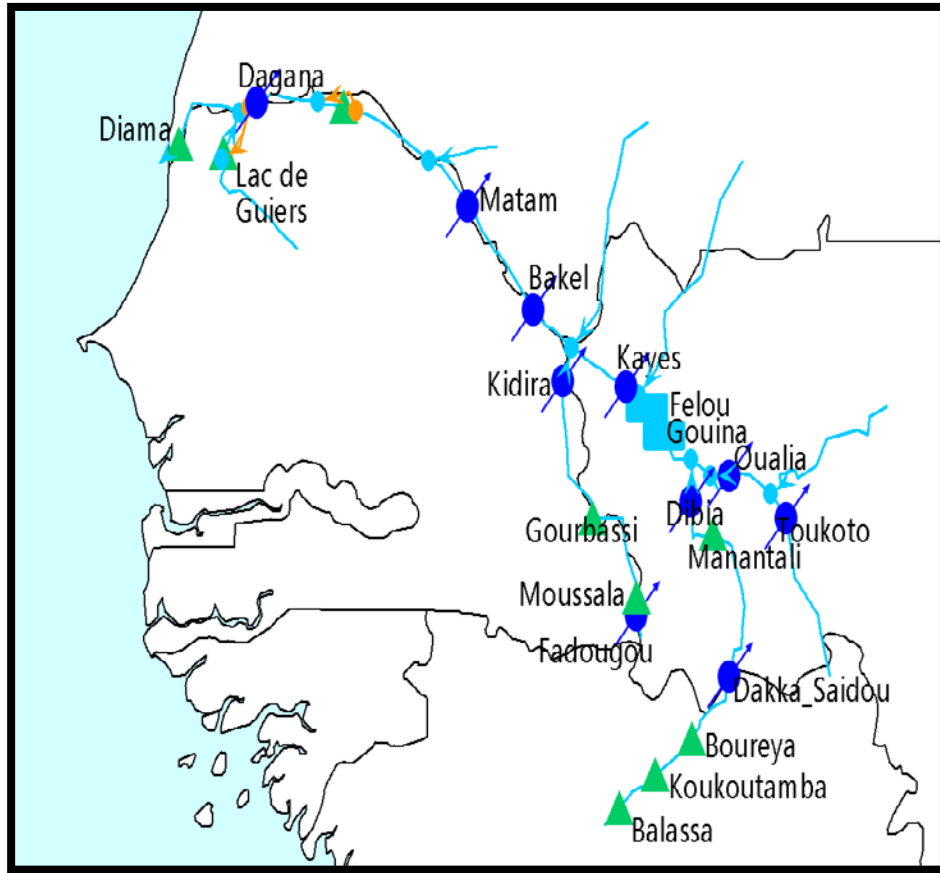 Dagana
Diama
Lac de
Guiers
Matam
Bakel
Kidira
Kayes
Felou
Gouina
Oualia
Dibia
Toukoto
Gourbassi
Manantali
Moussala
Fadougou
Dakka_Saidou
Boureya
Koukoutamba
Balassa